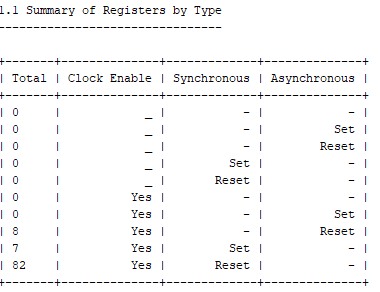 1.1 Summary of Registers by Type
--------------------------------
+-------+--------------+-------------+--------------+
| Total | Clock Enable | Synchronous | Asynchronous |
+-------+--------------+-------------+--------------+
| 0     |            _ |           - |            - |
| 0     |            _ |           - |          Set |
| 0     |            _ |           - |        Reset |
| 0     |            _ |         Set |            - |
| 0     |            _ |       Reset |            - |
| 0     |          Yes |           - |            - |
| 0     |          Yes |           - |          Set |
| 8     |          Yes |           - |        Reset |
| 7     |          Yes |         Set |            - |
| 82    |          Yes |       Reset |            - |
+-------+--------------+-------------+--------------+